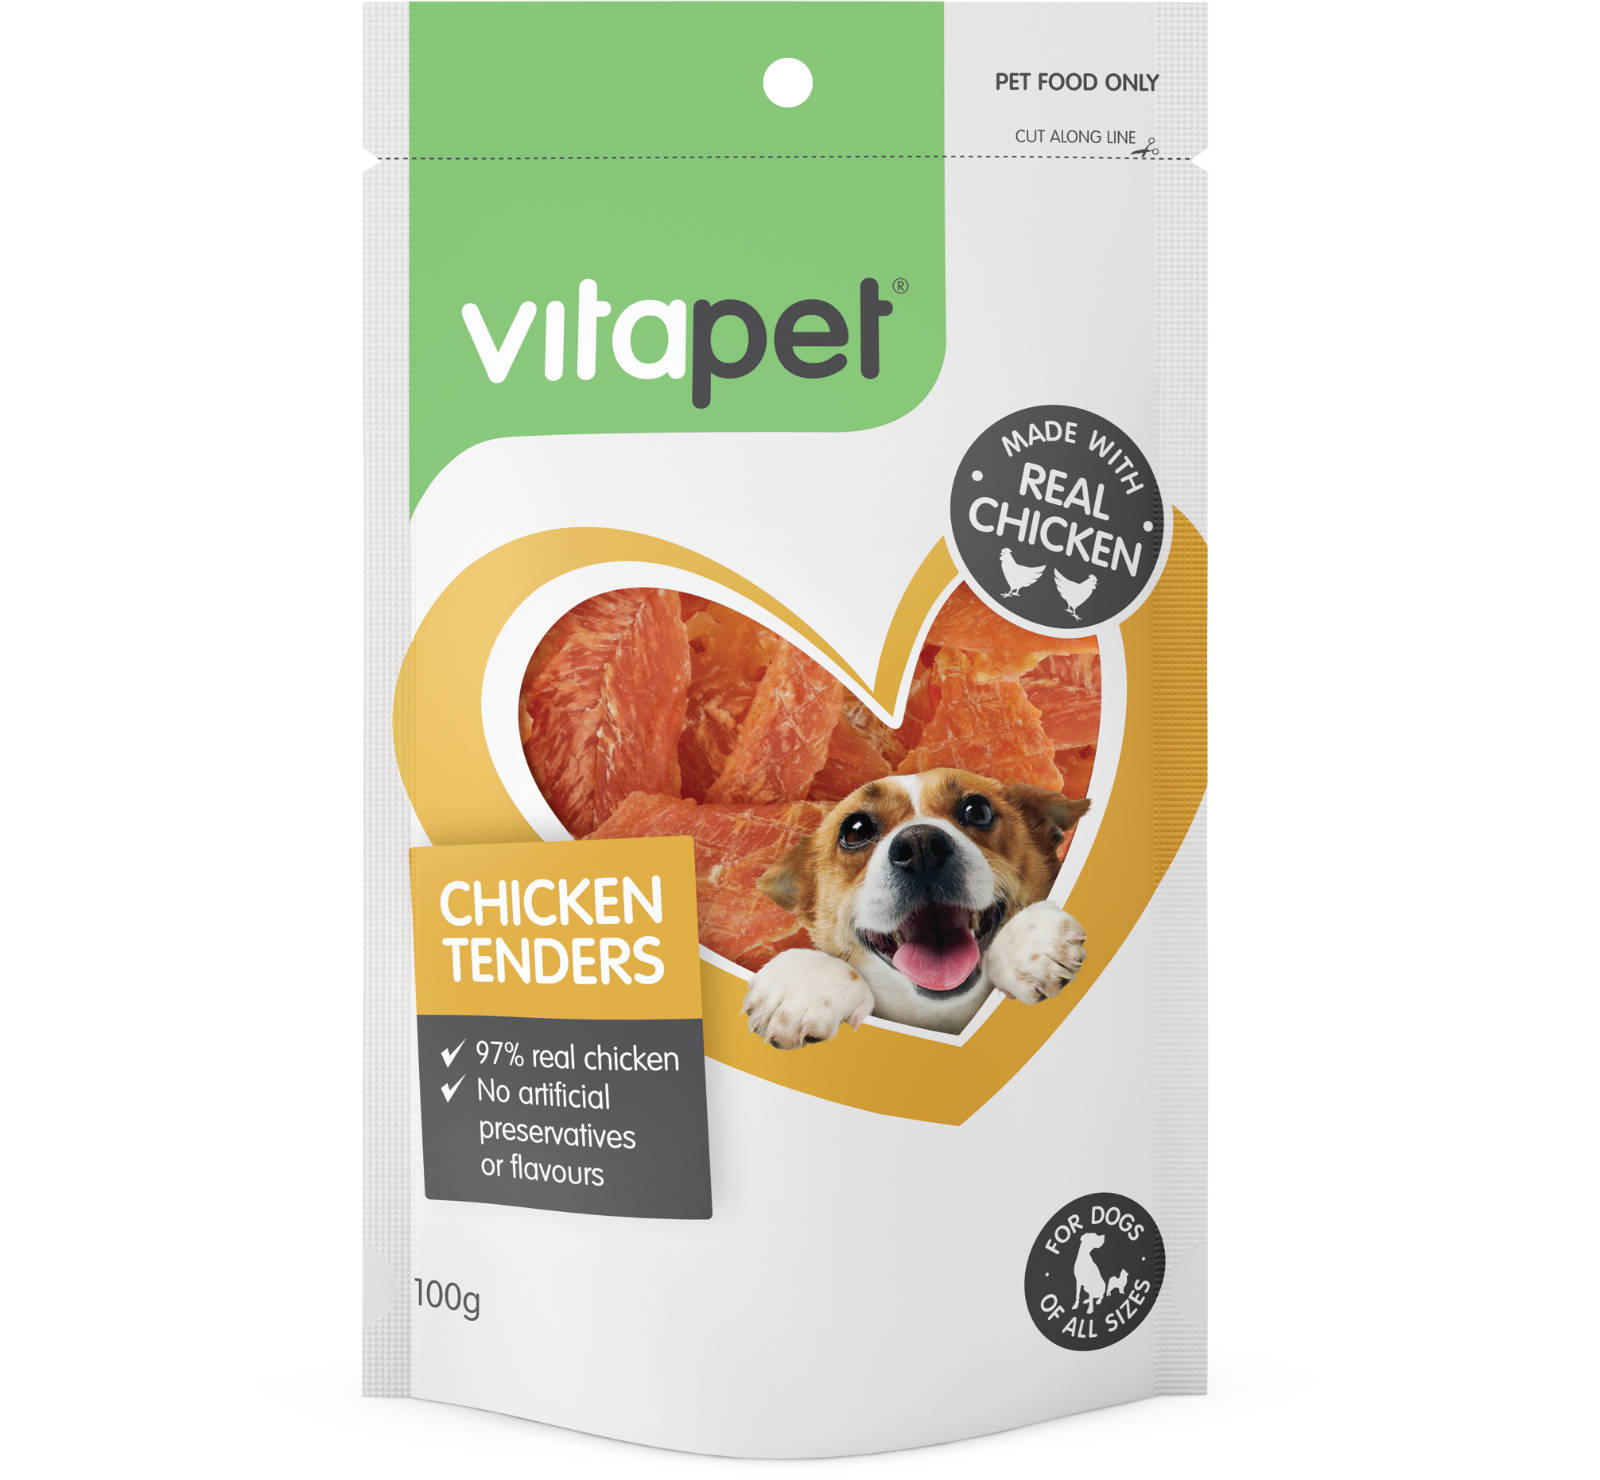 PET FOOD ONLY
CUT ALONG LINE
vitapet®
MADE WITH
REAL
CHICKEN
CHICKEN
TENDERS
97% real chicken
No artificial
preservatives
or flavours
100g
FOR DOGS
OF ALL SIZES